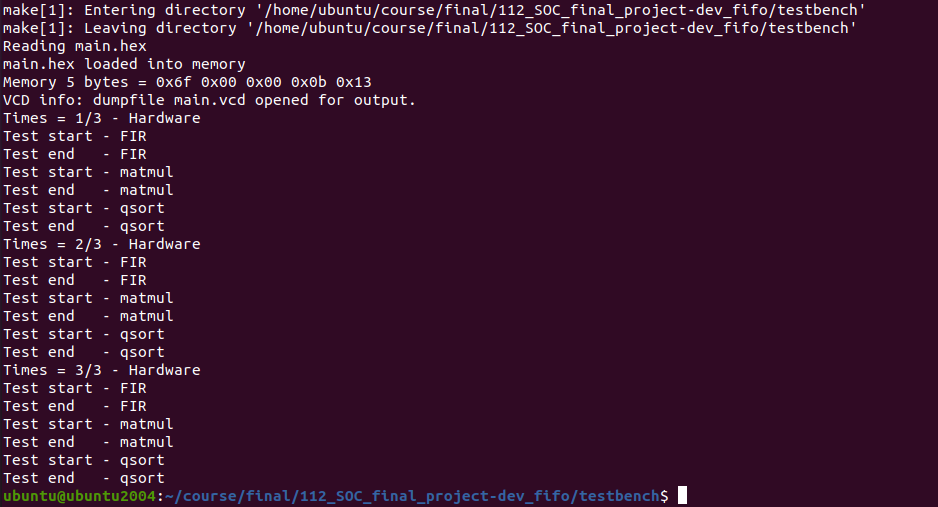 make[1]: Entering directory '/home/ubuntu/course/final/112_SOC_final_project-dev_fifo/testbench'
make[1]: Leaving directory '/home/ubuntu/course/final/112_SOC_final_project-dev_fifo/testbench'
Reading main.hex
main.hex loaded into memory
Memory 5 bytes = 0x6f 0x00 0x00 0x0b 0x13
VCD info: dumpfile main.vcd opened for output.
Times = 1/3 - Hardware
Test start - FIR
Test end   - FIR
Test start - matmul
Test end   - matmul
Test start - qsort
Test end   - qsort
Times = 2/3 - Hardware
Test start - FIR
Test end   - FIR
Test start - matmul
Test end   - matmul
Test start - qsort
Test end   - qsort
Times = 3/3 - Hardware
Test start - FIR
Test end   - FIR
Test start - matmul
Test end   - matmul
Test start - qsort
Test end   - qsort
ubuntu@ubuntu2004:~/course/final/112_SOC_final_project-dev_fifo/testbench$